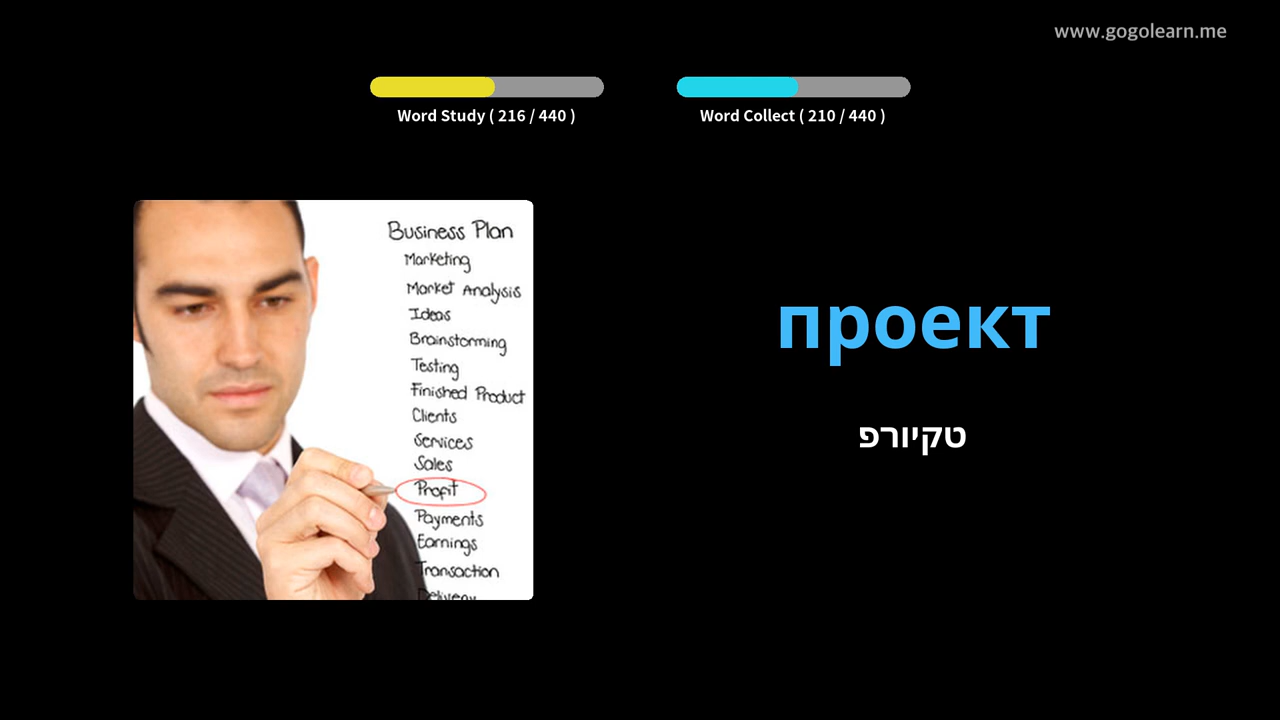 www.gogolearn.me
Word Study ( 216 / 440 )
Word Collect ( 210 / 440 )
Business Plan
Marketing
Market Analysis
Ideas
Brainstorming
Testing
Finished Product
Clients
Services
Sales
Profit
Payments
Earnings
Transaction
Delivery
проект
טקיורפ